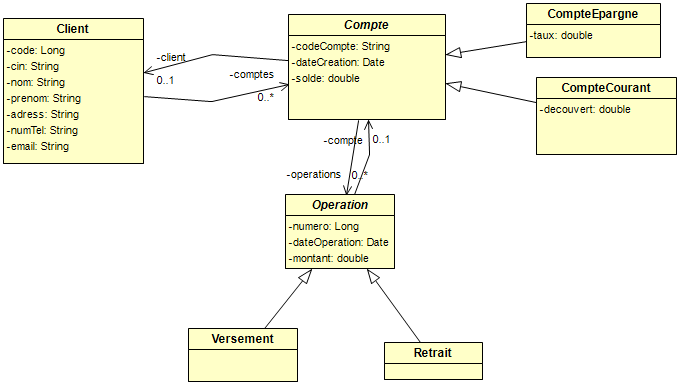 Client
-code: Long
-cin: String
-nom: String
-prenom: String
-adress: String
-numTel: String
-email: String
-client
0..1
-comptes
0..*
Compte
-codeCompte: String
-dateCreation: Date
-solde: double
CompteEpargne
-taux: double
CompteCourant
-decouvert: double
-compte
0..1
-operations
0..*
Operation
-numero: Long
-dateOperation: Date
-montant: double
Versement
Retrait